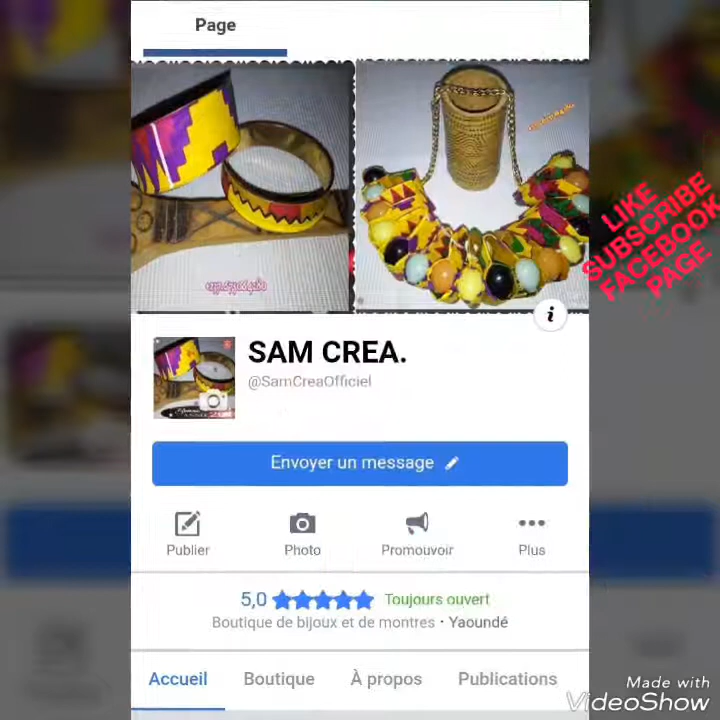 Page
LIKE
SUBSCRIBE
FACEBOOK
PAGE
SAM CREA.
@SamCreaOfficiel
Envoyer un message
Publier
Photo
Promouvoir
Plus
5,0
Toujours ouvert
Boutique de bijoux et de montres • Yaoundé
Accueil
Boutique
À propos
Publications
Made with
VideoShow